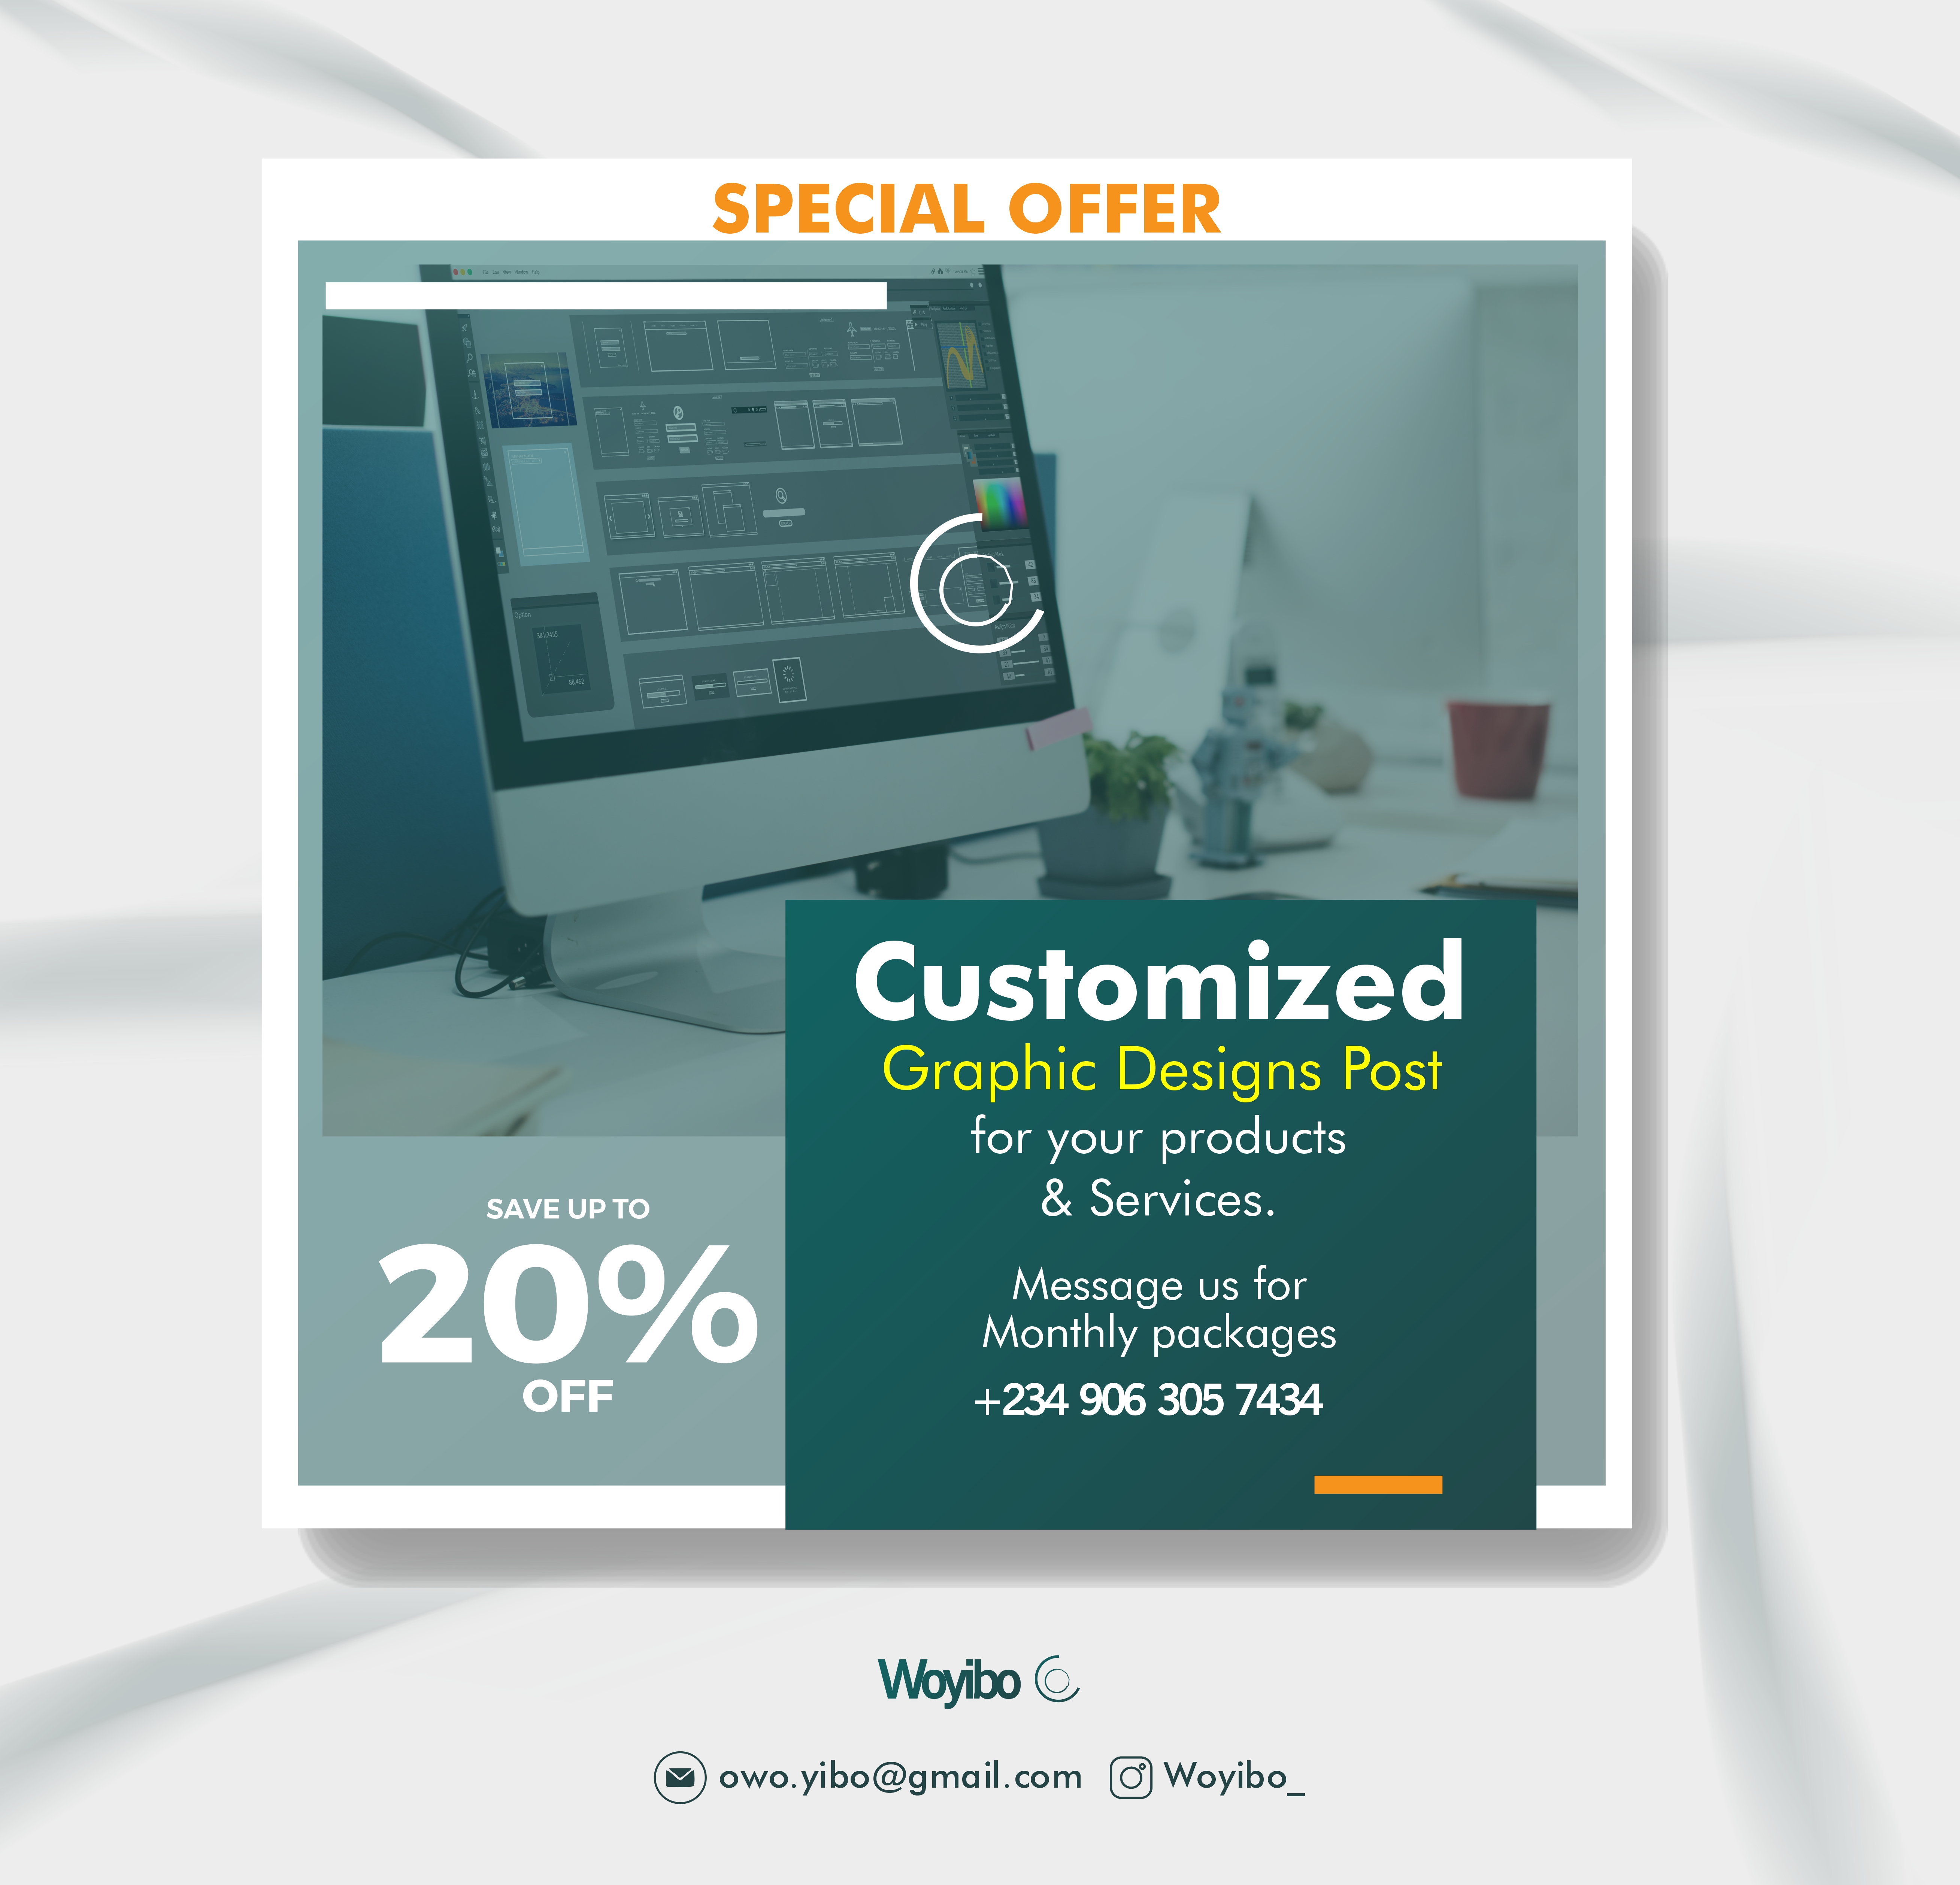 SPECIAL OFFER
Option
Customized
Graphic Designs Post
for your products
& Services.
Message us for
Monthly packages
+234 906 305 7434
SAVE UP TO
20%
OFF
Woyibo
owo.yibo@gmail.com Woyibo_